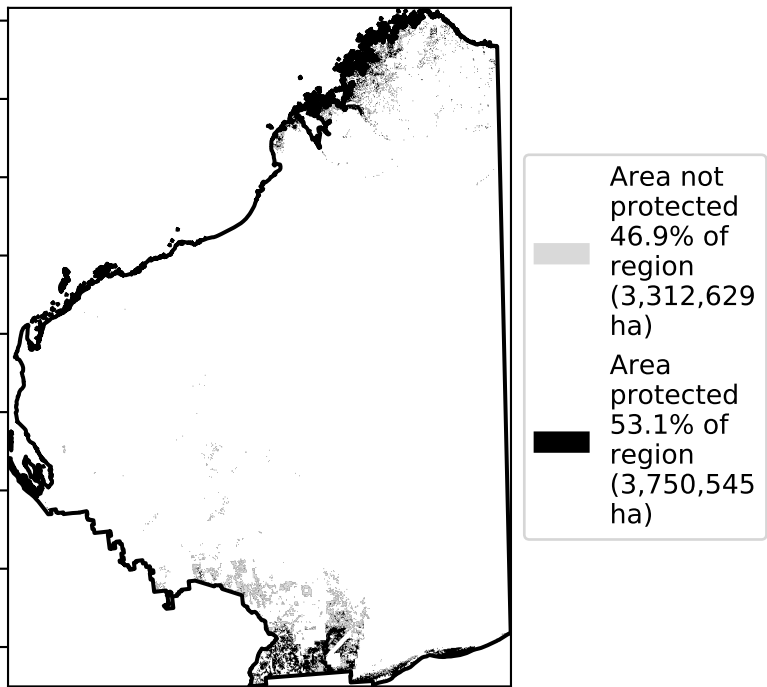 Area not
protected
46.9% of
region
(3,312,629
ha)
Area
protected
53.1% of
region
(3,750,545
ha)